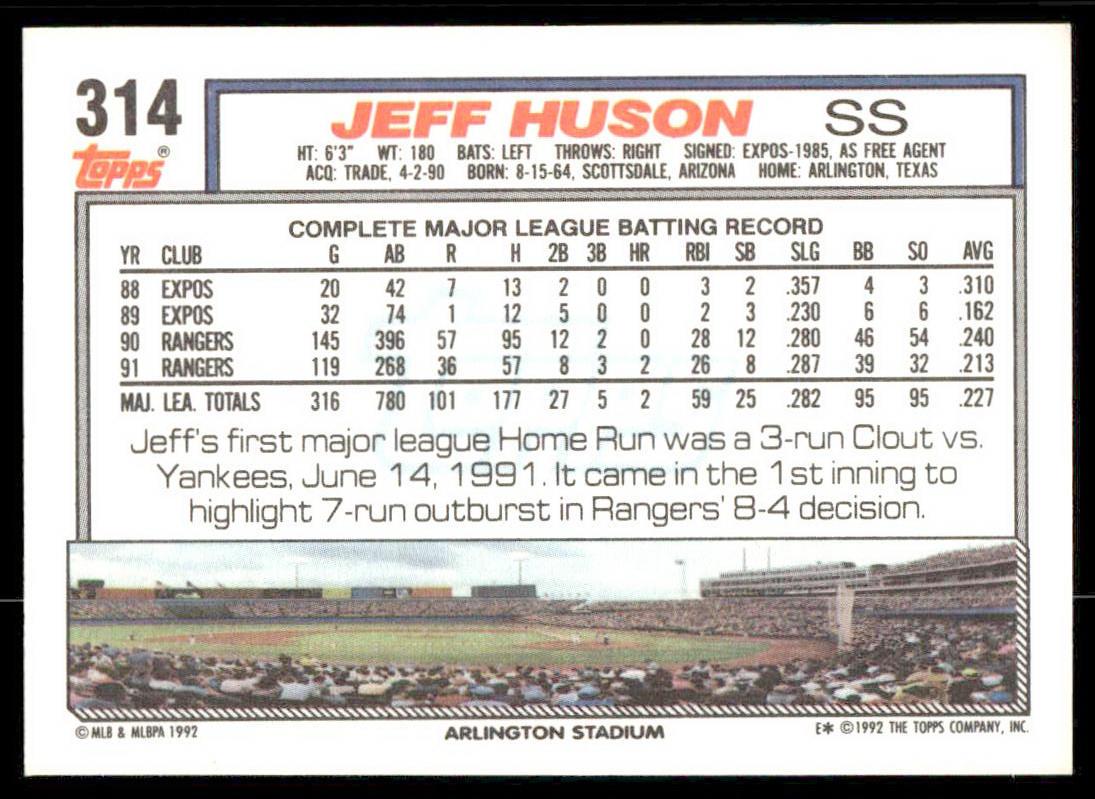 314
topps®
JEFF HUSON SS
HT: 6'3" WT: 180 BATS: LEFT THROWS: RIGHT SIGNED: EXPOS-1985, AS FREE AGENT
ACQ: TRADE, 4-2-90 BORN: 8-15-64, SCOTTSDALE, ARIZONA HOME: ARLINGTON, TEXAS
COMPLETE MAJOR LEAGUE BATTING RECORD
YR CLUB G AB R H 2B 3B HR RBI SB SLG BB SO AVG
88 EXPOS 20 42 7 13 2 0 0 3 2 .357 4 3 .310
89 EXPOS 32 74 1 12 5 0 0 2 3 .230 6 6 .162
90 RANGERS 145 396 57 95 12 2 0 28 12 .280 46 54 .240
91 RANGERS 119 268 36 57 8 3 2 26 8 .287 39 32 .213
MAJ. LEA. TOTALS 316 780 101 177 27 5 2 59 25 .282 95 95 .227
Jeff's first major league Home Run was a 3-run Clout vs.
Yankees, June 14, 1991. It came in the 1st inning to
highlight 7-run outburst in Rangers' 8-4 decision.
© MLB & MLBPA 1992
ARLINGTON STADIUM
E* ©1992 THE TOPPS COMPANY, INC.